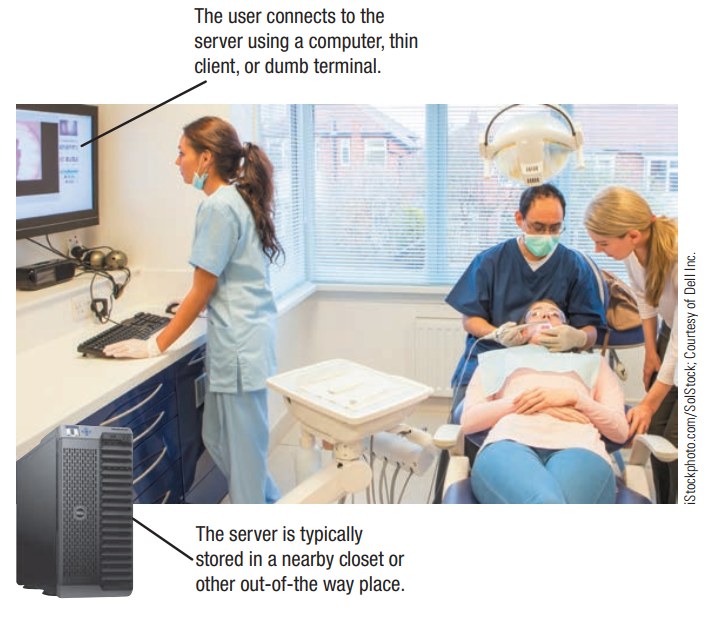 The user connects to the
server using a computer, thin
client, or dumb terminal.
iStockphoto.com/SolStock; Courtesy of Dell Inc.
The server is typically
stored in a nearby closet or
other out-of-the way place.